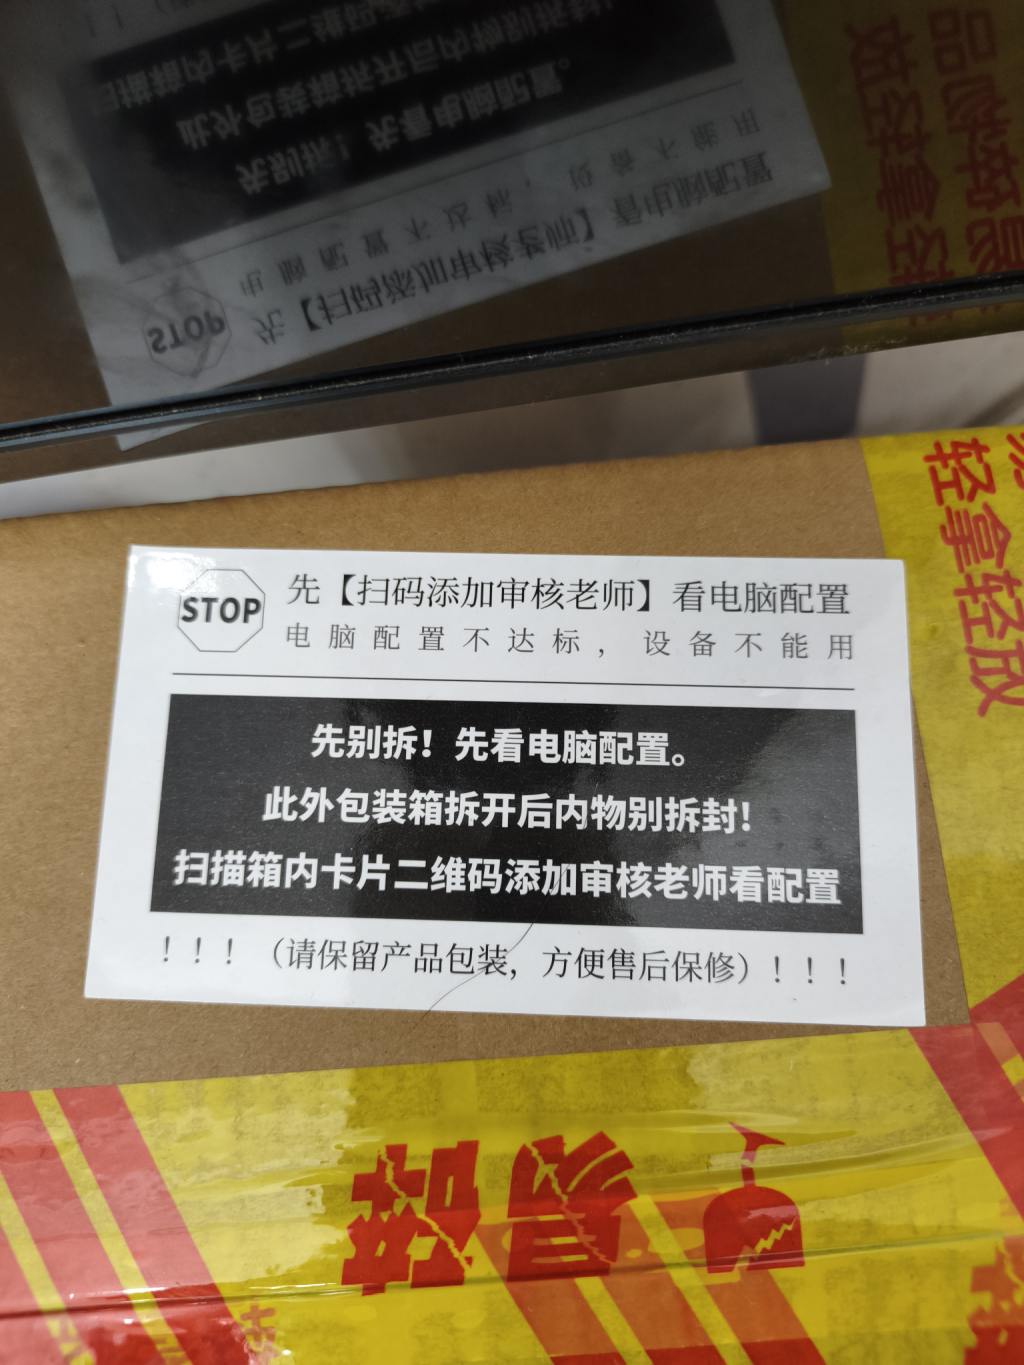 STOP
先【扫码添加审核老师】看电脑配置
电脑配置不达标，设备不能用
先别拆！先看电脑配置。
此外包装箱拆开后内物别拆封!
扫描箱内卡片二维码添加审核老师看配置
！！！（请保留产品包装，方便售后保修）！！！
轻拿轻放
易碎